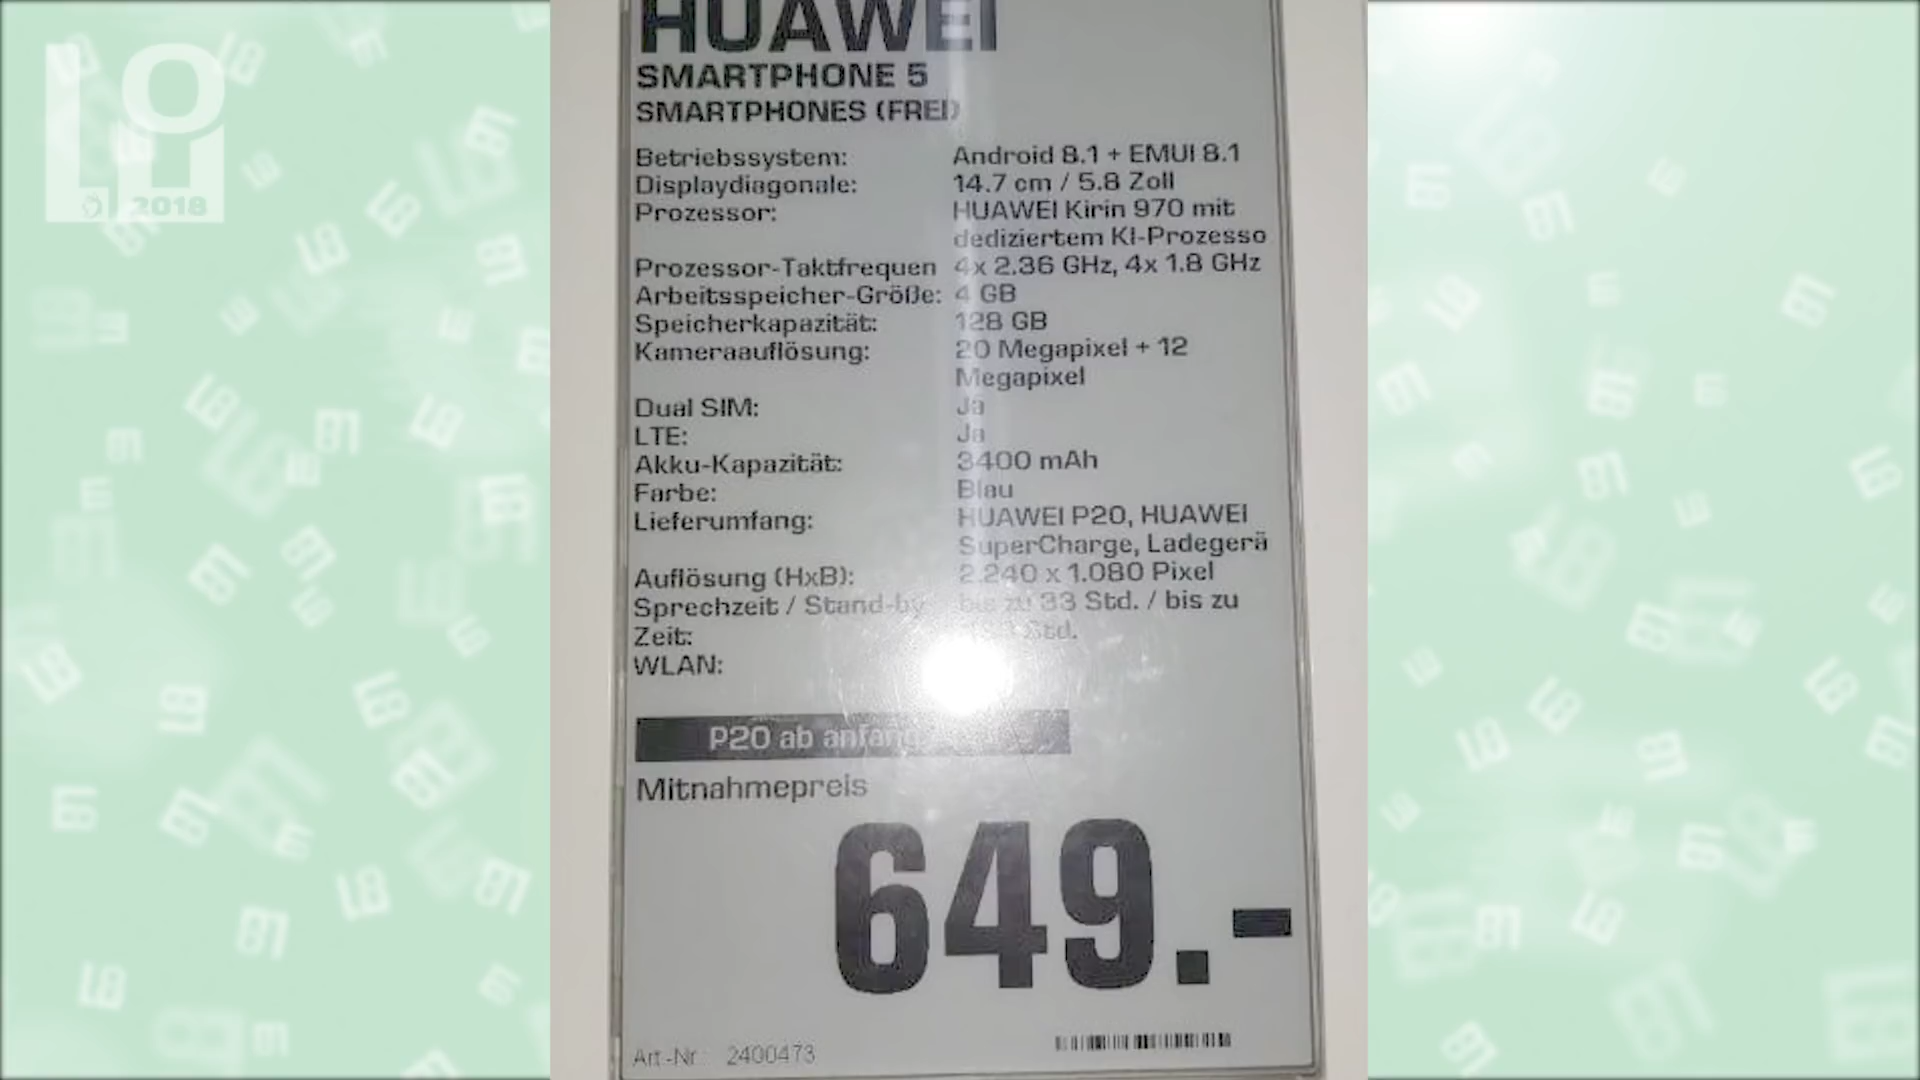 LU
2018
HUAWEI
SMARTPHONE 5
SMARTPHONES (FREI)
Betriebssystem: Android 8.1 + EMUI 8.1
Displaydiagonale: 14.7 cm / 5.8 Zoll
Prozessor: HUAWEI Kirin 970 mit
dediziertem KI-Prozesso
Prozessor-Taktfrequen 4x 2.36 GHz, 4x 1.8 GHz
Arbeitsspeicher-Größe: 4 GB
Speicherkapazität: 128 GB
Kameraauflösung: 20 Megapixel + 12
Megapixel
Dual SIM: Ja
LTE: Ja
Akku-Kapazität: 3400 mAh
Farbe: Blau
Lieferumfang: HUAWEI P20, HUAWEI
SuperCharge, Ladegerä
Auflösung (HxB): 2.240 x 1.080 Pixel
Sprechzeit / Stand-by bis zu 33 Std. / bis zu
Zeit: Std.
WLAN:
P20 ab
Mitnahmepreis
649.-
Art.-Nr.: 2400473